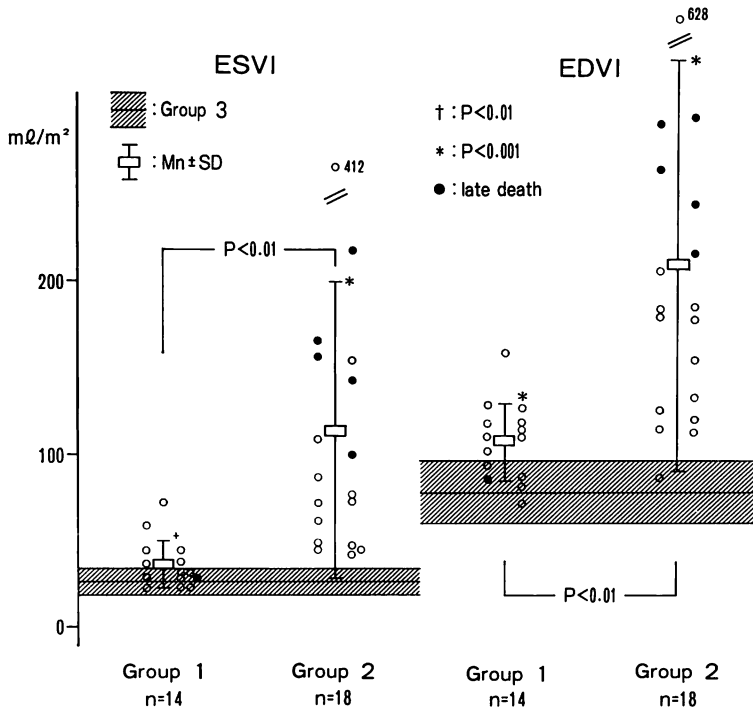 628
ESVI
EDVI
: Group 3
† : P<0.01
mℓ/m²
: Mn±SD
* : P<0.001
412
● : late death
P<0.01
200
100
0
P<0.01
Group 1
n=14
Group 2
n=18
Group 1
n=14
Group 2
n=18